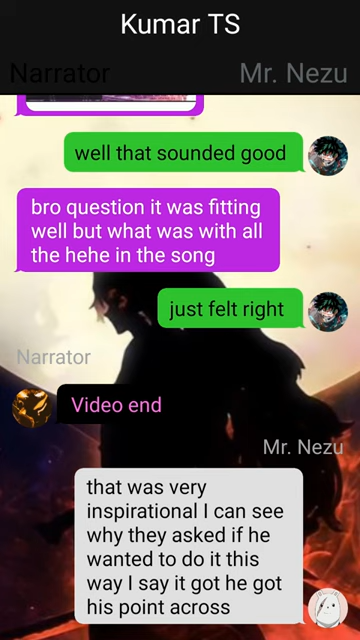 Kumar TS
Narrator
Mr. Nezu
well that sounded good
bro question it was fitting
well but what was with all
the hehe in the song
just felt right
Narrator
Video end
Mr. Nezu
that was very
inspirational I can see
why they asked if he
wanted to do it this
way I say it got he got
his point across